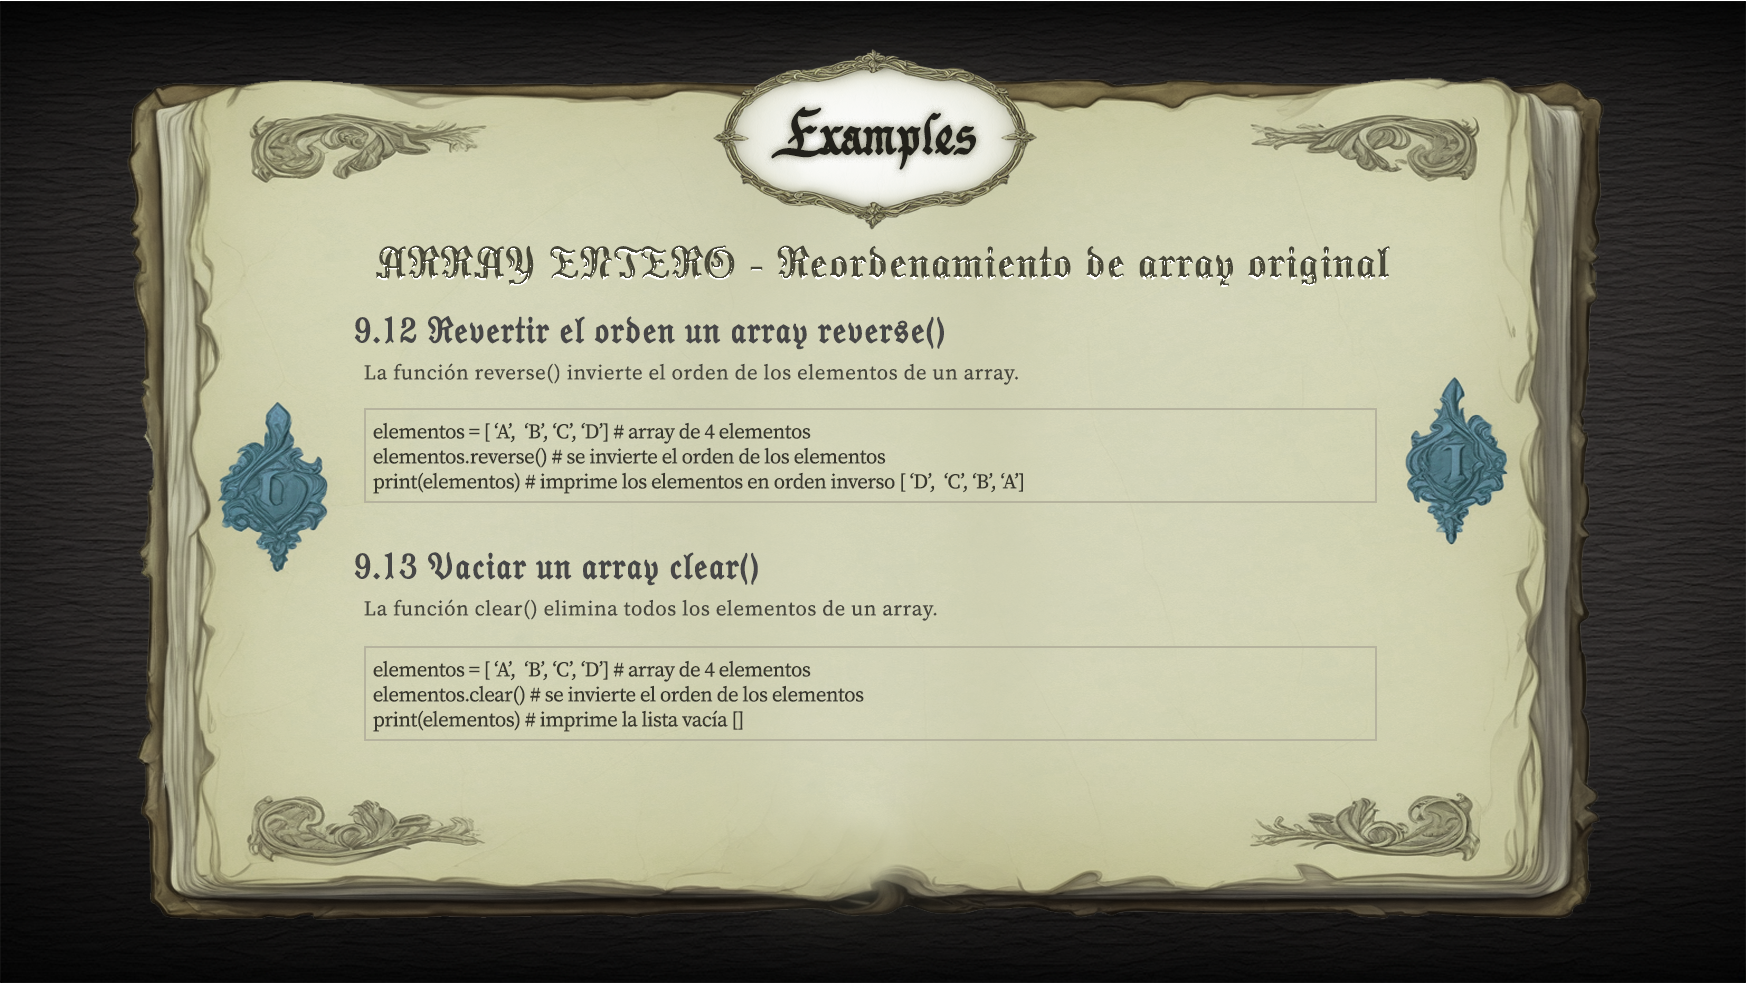 Examples
ARRAY ENTERO - Reordenamiento de array original
9.12 Revertir el orden un array reverse()
La función reverse() invierte el orden de los elementos de un array.
elementos = [ ‘A’,  ‘B’, ‘C’, ‘D’] # array de 4 elementos
elementos.reverse() # se invierte el orden de los elementos
print(elementos) # imprime los elementos en orden inverso [ ‘D’,  ‘C’, ‘B’, ‘A’]
9.13 Vaciar un array clear()
La función clear() elimina todos los elementos de un array.
elementos = [ ‘A’,  ‘B’, ‘C’, ‘D’] # array de 4 elementos
elementos.clear() # se invierte el orden de los elementos
print(elementos) # imprime la lista vacía []